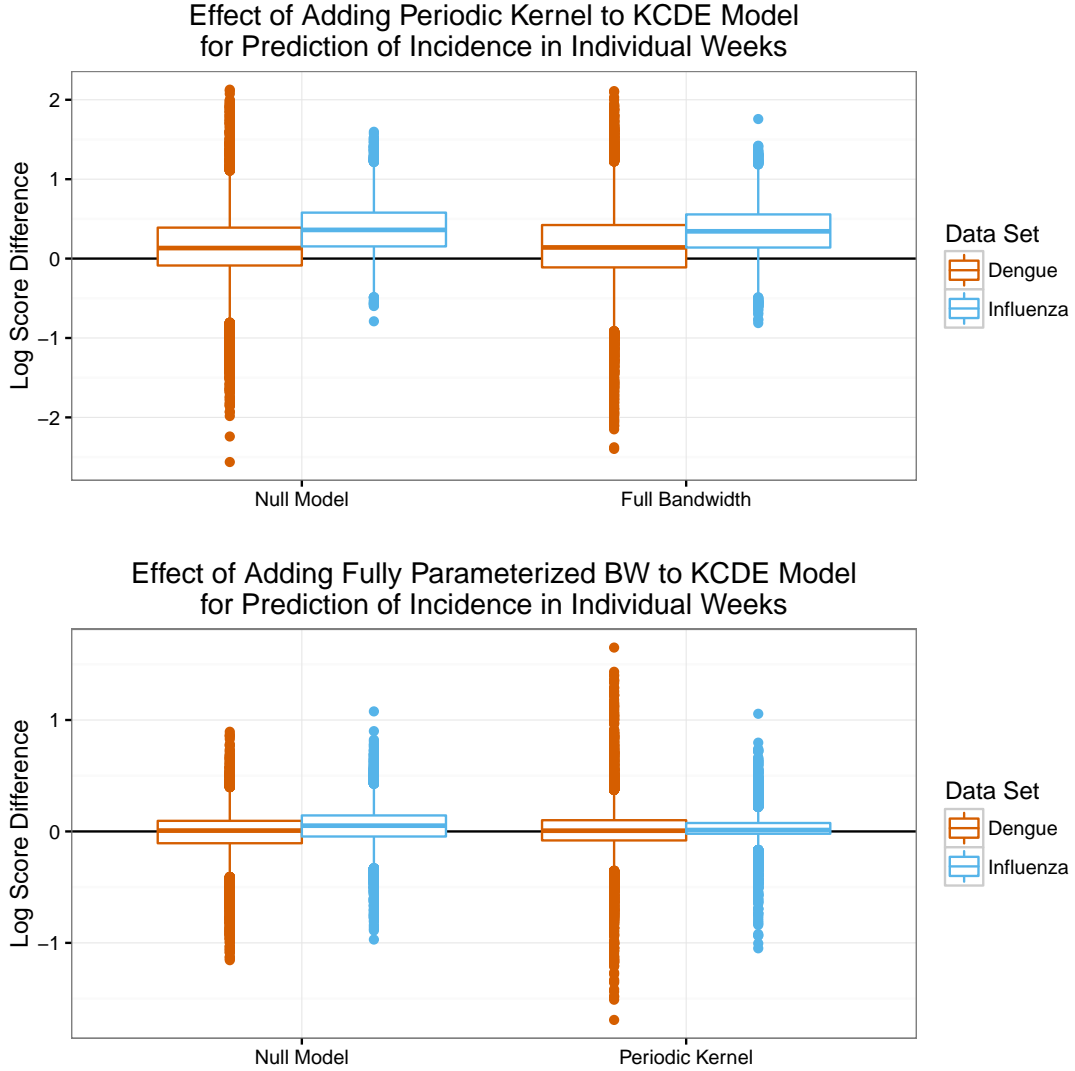 Effect of Adding Periodic Kernel to KCDE Model
for Prediction of Incidence in Individual Weeks
Log Score Difference
2
1
0
−1
−2
Null Model
Full Bandwidth
Data Set
Dengue
Influenza
Effect of Adding Fully Parameterized BW to KCDE Model
for Prediction of Incidence in Individual Weeks
Log Score Difference
1
0
−1
Null Model
Periodic Kernel
Data Set
Dengue
Influenza